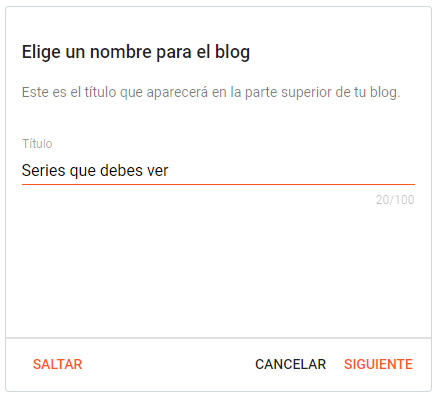 Elige un nombre para el blog
Este es el título que aparecerá en la parte superior de tu blog.
Título
Series que debes ver
20/100
SALTAR CANCELAR SIGUIENTE